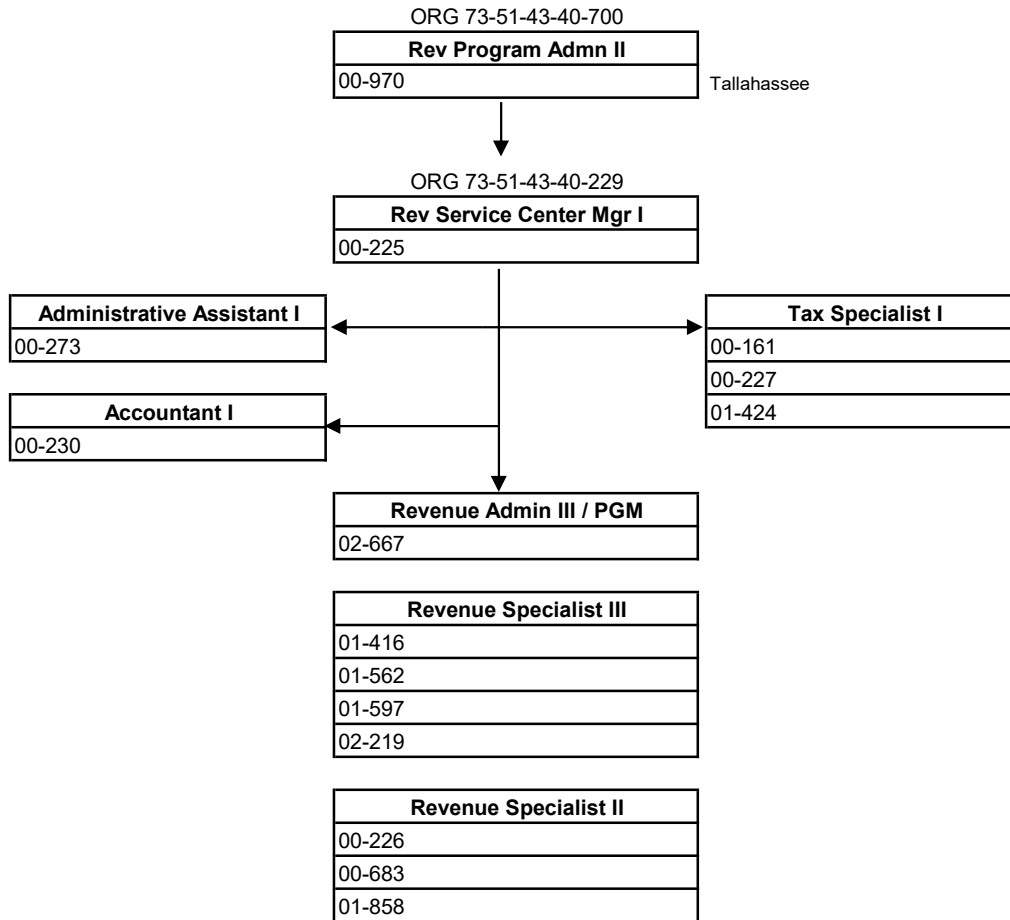 ORG 73-51-43-40-700
Rev Program Admn II
00-970
Tallahassee
ORG 73-51-43-40-229
Rev Service Center Mgr I
00-225
Administrative Assistant I
00-273
Tax Specialist I
00-161
00-227
01-424
Accountant I
00-230
Revenue Admin III / PGM
02-667
Revenue Specialist III
01-416
01-562
01-597
02-219
Revenue Specialist II
00-226
00-683
01-858